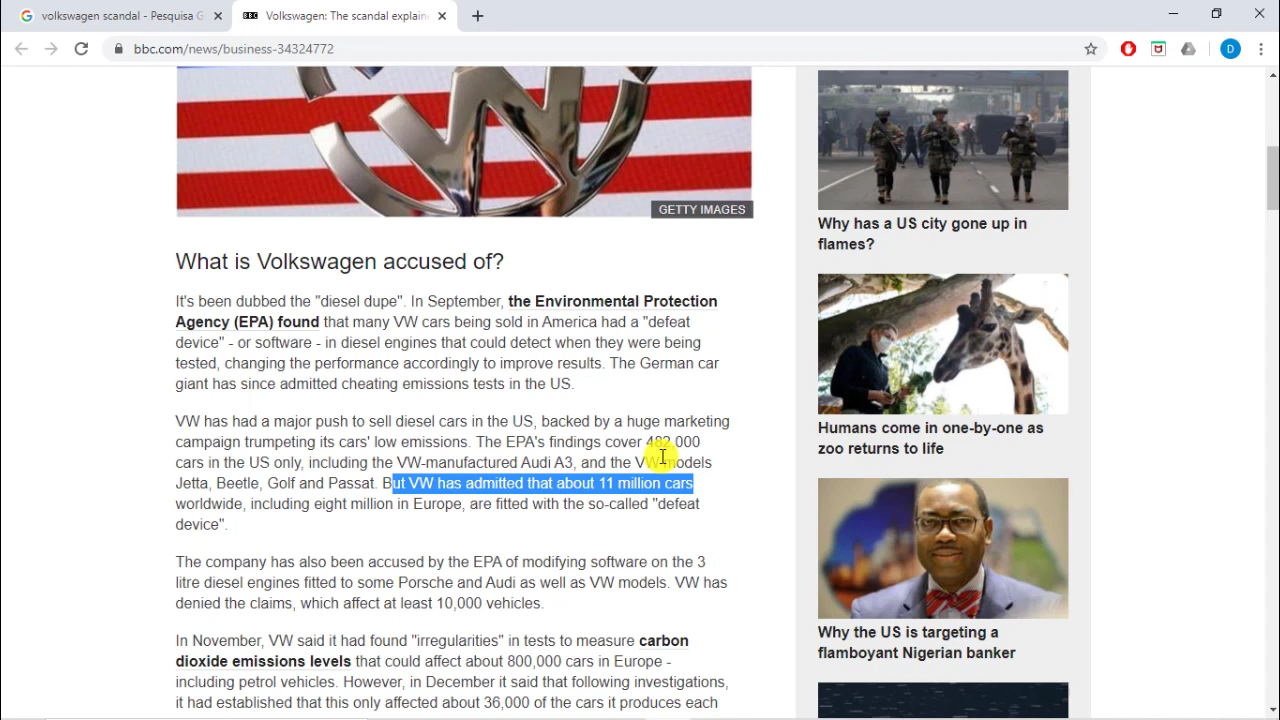 volkswagen scandal - Pesquisa G
Volkswagen: The scandal explain
bbc.com/news/business-34324772
D
GETTY IMAGES
What is Volkswagen accused of?
It's been dubbed the "diesel dupe". In September, the Environmental Protection
Agency (EPA) found that many VW cars being sold in America had a "defeat
device" - or software - in diesel engines that could detect when they were being
tested, changing the performance accordingly to improve results. The German car
giant has since admitted cheating emissions tests in the US.
VW has had a major push to sell diesel cars in the US, backed by a huge marketing
campaign trumpeting its cars' low emissions. The EPA's findings cover 482,000
cars in the US only, including the VW-manufactured Audi A3, and the VW models
Jetta, Beetle, Golf and Passat. But VW has admitted that about 11 million cars
worldwide, including eight million in Europe, are fitted with the so-called "defeat
device".
The company has also been accused by the EPA of modifying software on the 3
litre diesel engines fitted to some Porsche and Audi as well as VW models. VW has
denied the claims, which affect at least 10,000 vehicles.
In November, VW said it had found "irregularities" in tests to measure carbon
dioxide emissions levels that could affect about 800,000 cars in Europe -
including petrol vehicles. However, in December it said that following investigations,
it had established that this only affected about 36,000 of the cars it produces each
Why has a US city gone up in
flames?
Humans come in one-by-one as
zoo returns to life
Why the US is targeting a
flamboyant Nigerian banker